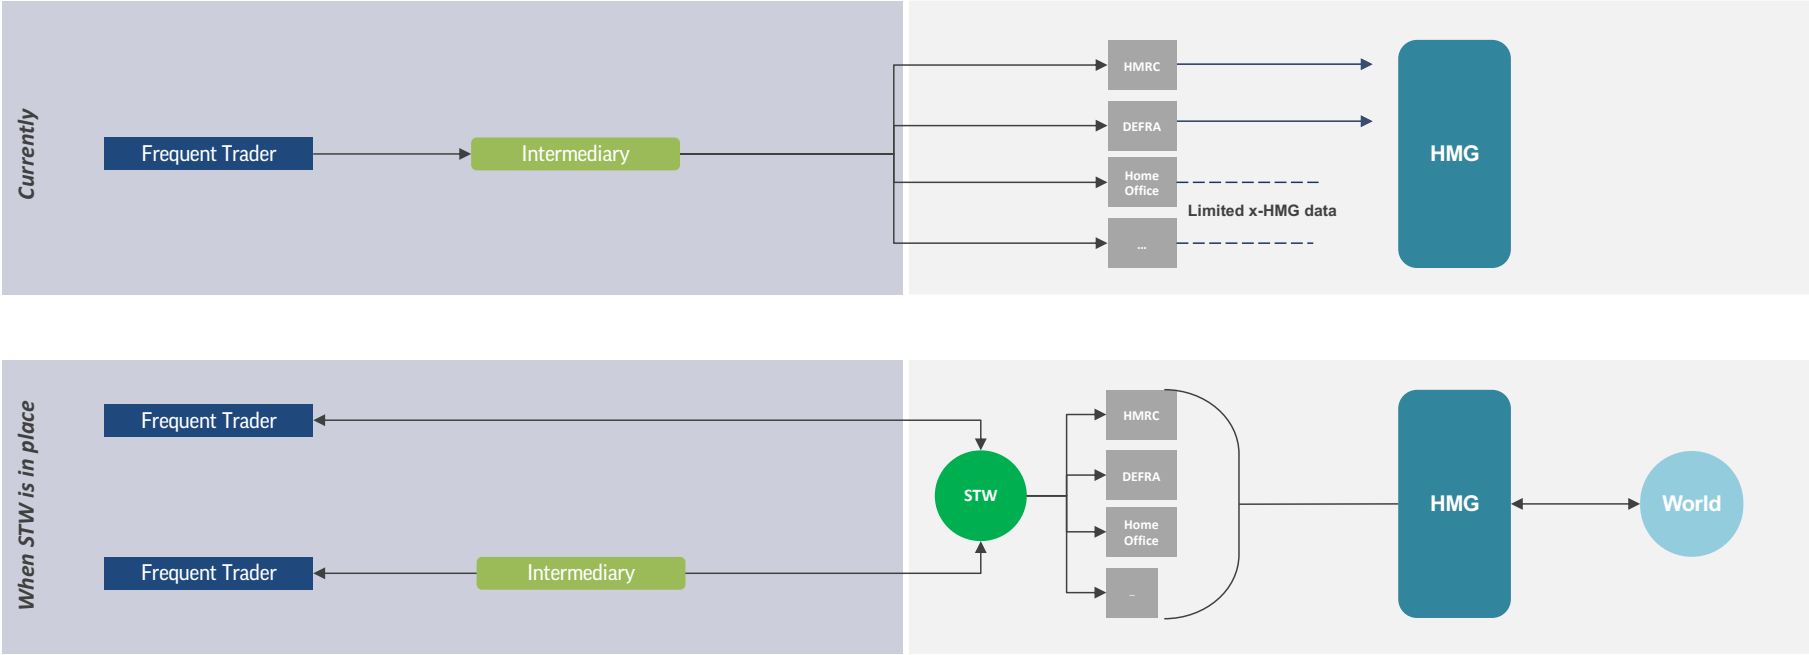 Currently
Frequent Trader
Intermediary
HMRC
DEFRA
Home
Office
...
Limited x-HMG data
HMG
When STW is in place
Frequent Trader
Frequent Trader
Intermediary
STW
HMRC
DEFRA
Home
Office
...
HMG
World